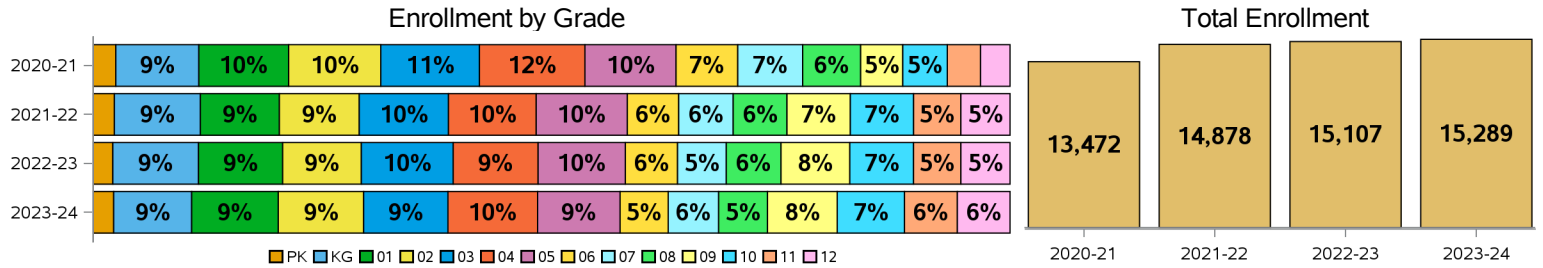 Enrollment by Grade
2020-21 9% 10% 10% 11% 12% 10% 7% 7% 6% 5% 5%
2021-22 9% 9% 9% 10% 10% 10% 6% 6% 6% 7% 7% 5% 5%
2022-23 9% 9% 9% 10% 9% 10% 6% 5% 6% 8% 7% 5% 5%
2023-24 9% 9% 9% 9% 10% 9% 5% 6% 5% 8% 7% 6% 6%
PK KG 01 02 03 04 05 06 07 08 09 10 11 12
Total Enrollment
13,472 14,878 15,107 15,289
2020-21 2021-22 2022-23 2023-24